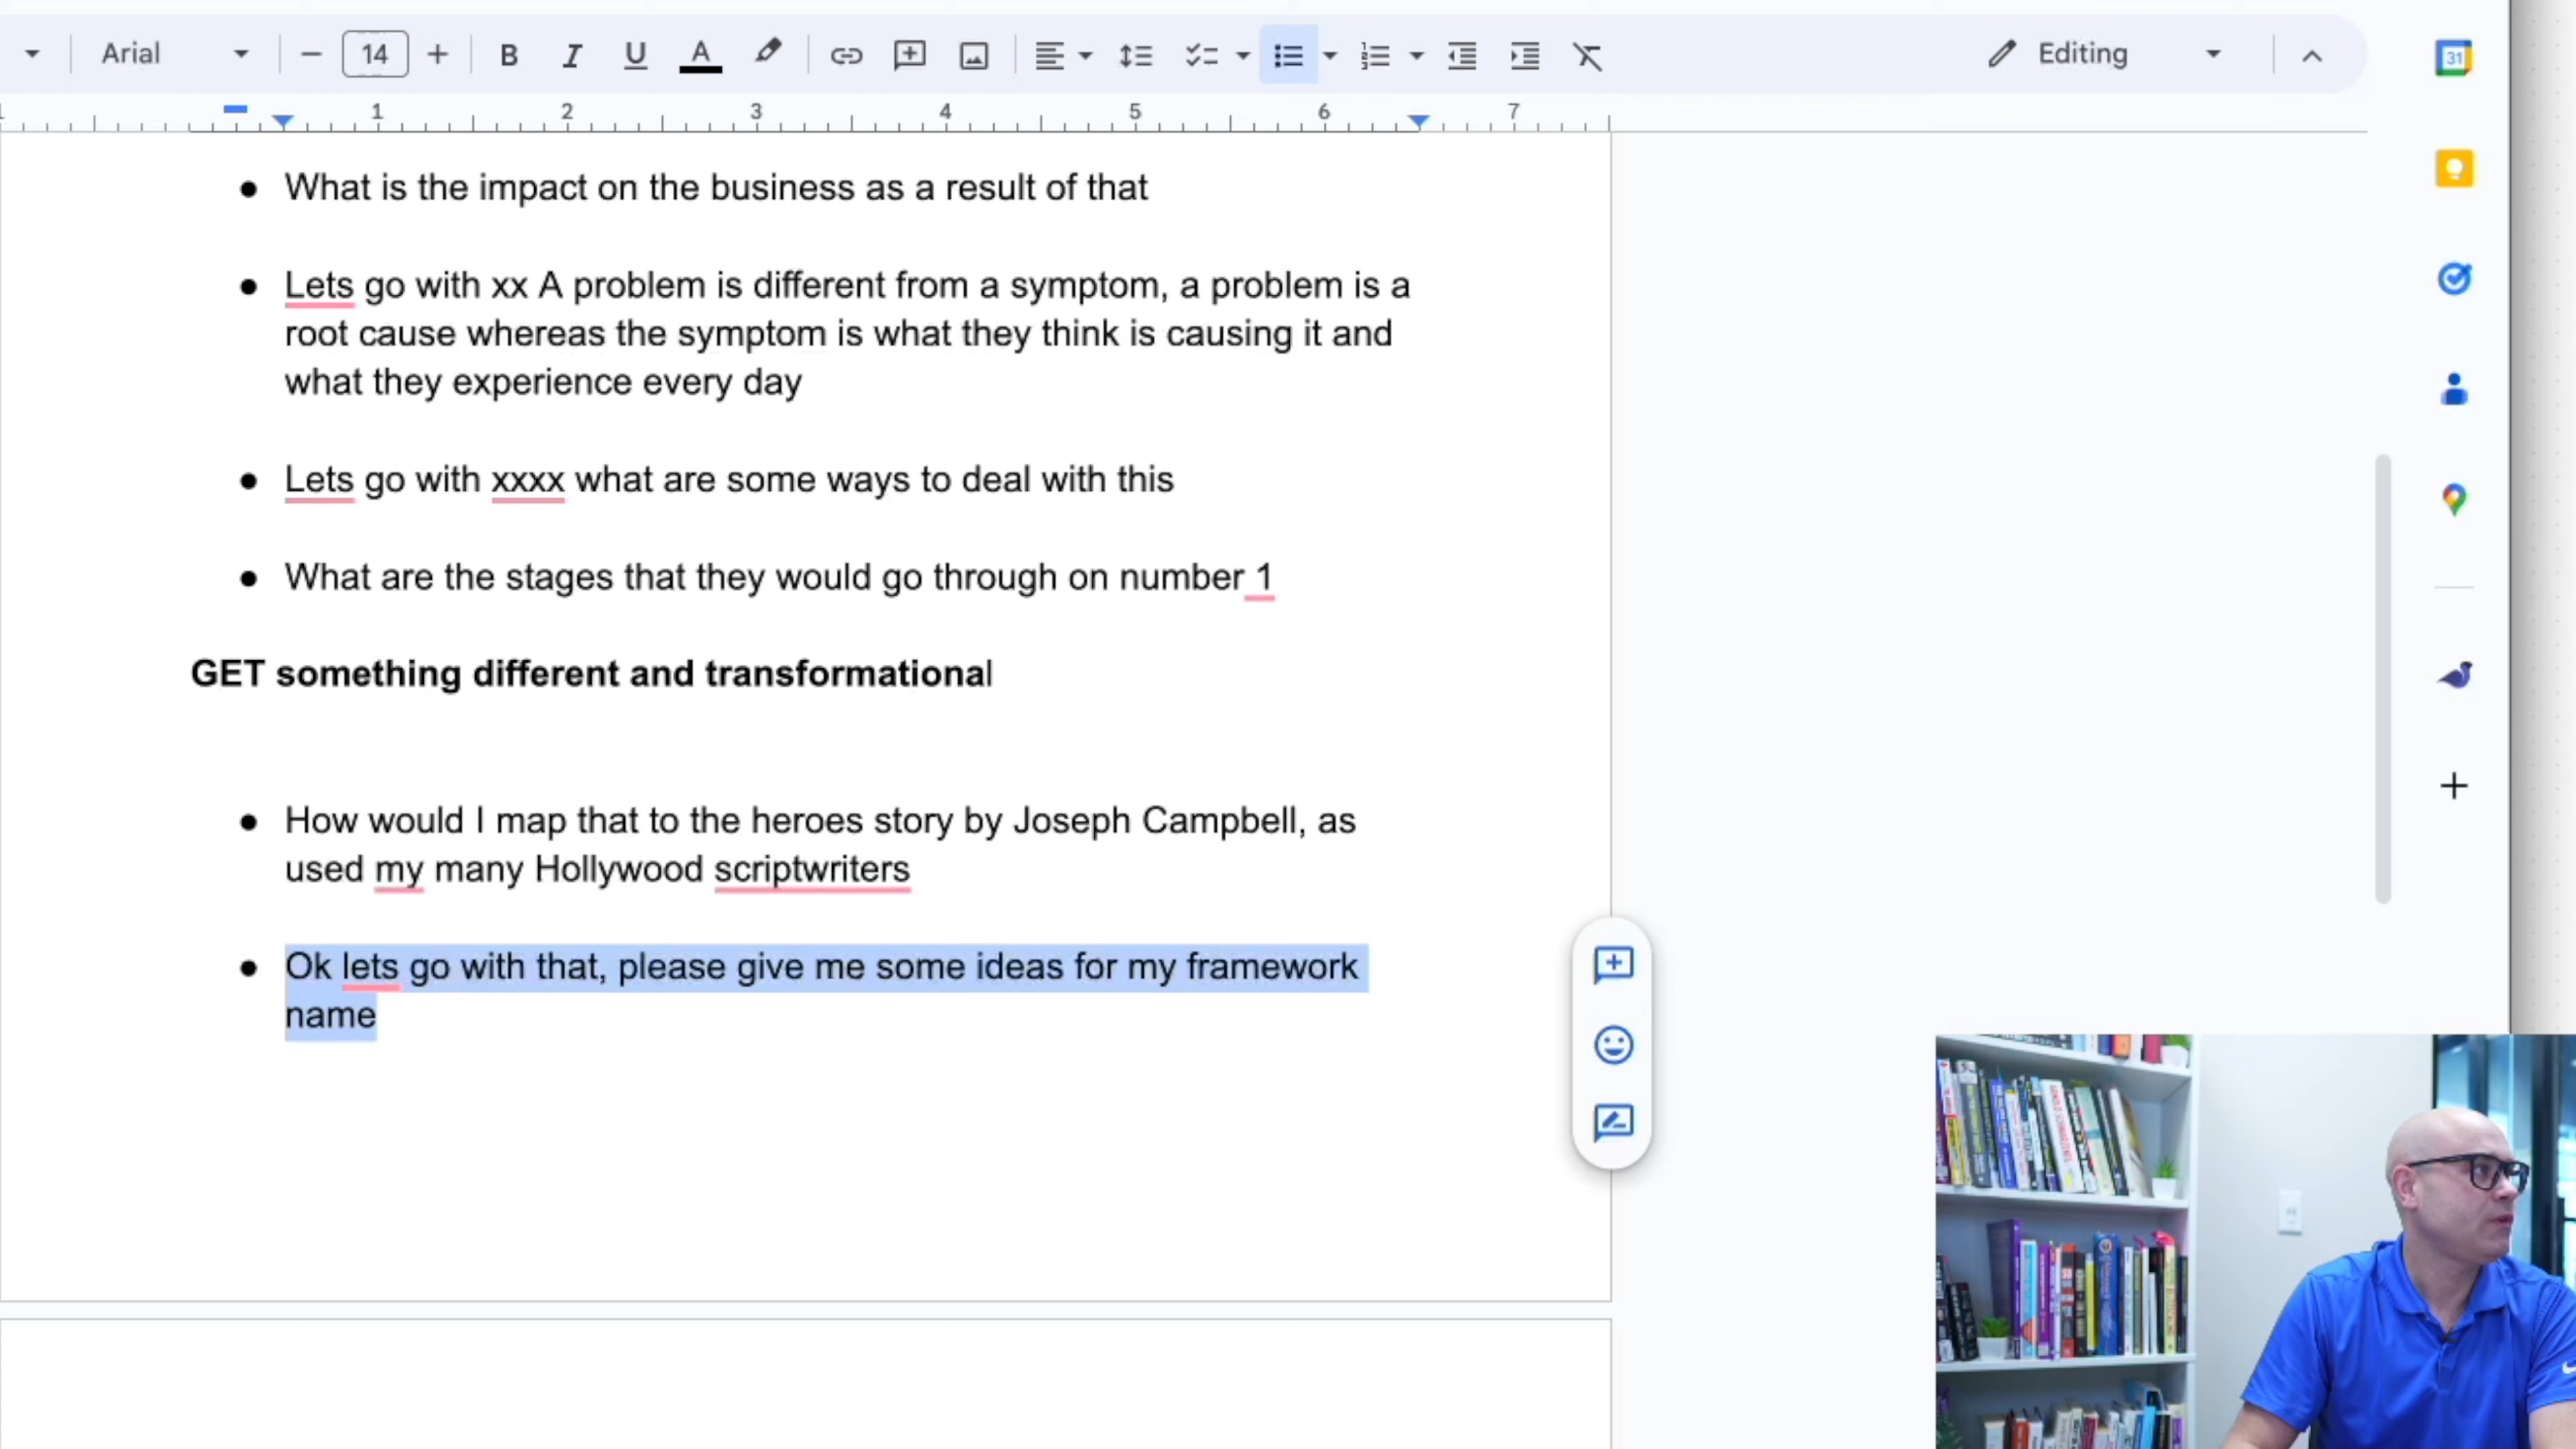 Arial
14
Editing
31
1 2 3 4 5 6 7
What is the impact on the business as a result of that
Lets go with xx A problem is different from a symptom, a problem is a
root cause whereas the symptom is what they think is causing it and
what they experience every day
Lets go with xxxx what are some ways to deal with this
What are the stages that they would go through on number 1
GET something different and transformational
How would I map that to the heroes story by Joseph Campbell, as
used my many Hollywood scriptwriters
Ok lets go with that, please give me some ideas for my framework
name